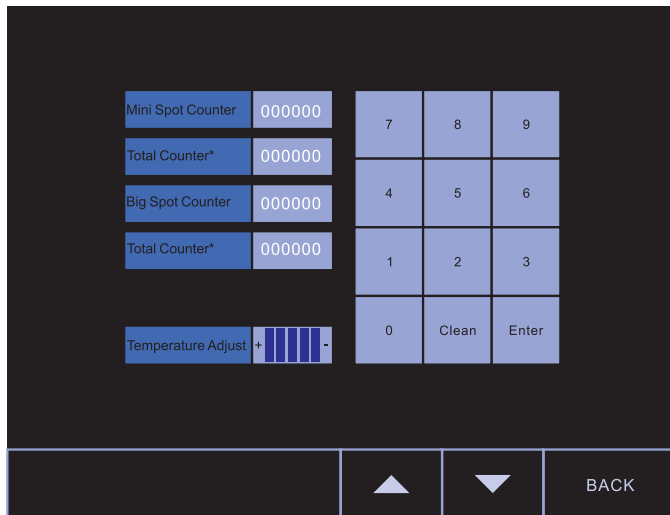 Mini Spot Counter 000000
Total Counter* 000000
Big Spot Counter 000000
Total Counter* 000000
Temperature Adjust + -
7 8 9
4 5 6
1 2 3
0 Clean Enter
BACK